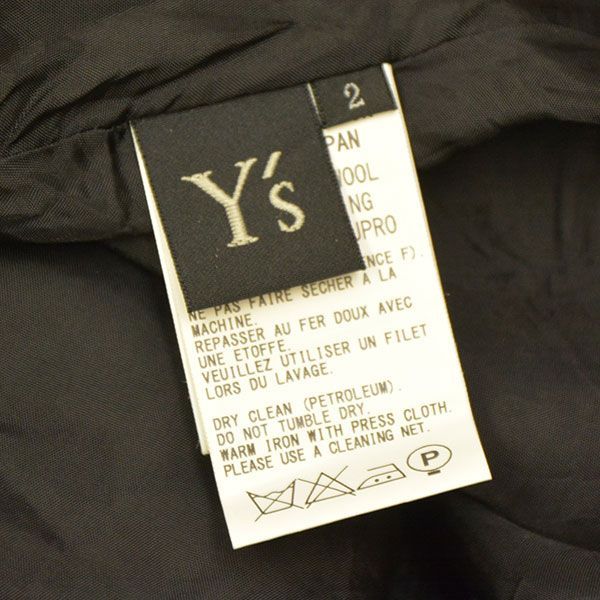 2
Y's
PAN
OOL
NG
UPRO
ENCE F).
NE PAS FAIRE SECHER A LA
MACHINE.
REPASSER AU FER DOUX AVEC
UNE ETOFFE.
VEUILLEZ UTILISER UN FILET
LORS DU LAVAGE.
DRY CLEAN (PETROLEUM).
DO NOT TUMBLE DRY.
WARM IRON WITH PRESS CLOTH.
PLEASE USE A CLEANING NET.
P